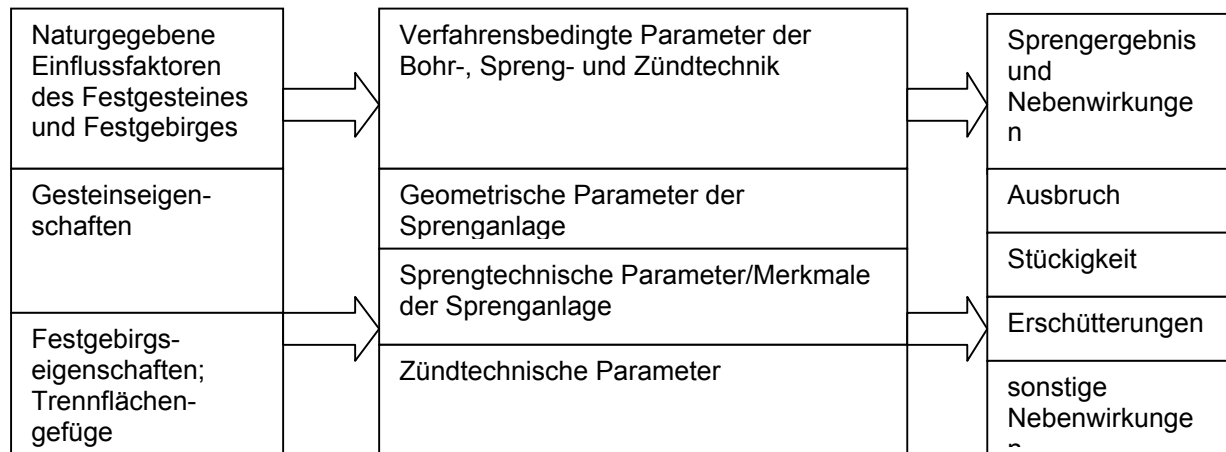 Naturgegebene
Einflussfaktoren
des Festgesteines
und Festgebirges
Gesteinseigen-
schaften
Festgebirgs-
eigenschaften;
Trennflächen-
gefüge
Verfahrensbedingte Parameter der
Bohr-, Spreng- und Zündtechnik
Geometrische Parameter der
Sprenganlage
Sprengtechnische Parameter/Merkmale
der Sprenganlage
Zündtechnische Parameter
Sprengergebnis
und
Nebenwirkunge
n
Ausbruch
Stückigkeit
Erschütterungen
sonstige
Nebenwirkunge
n